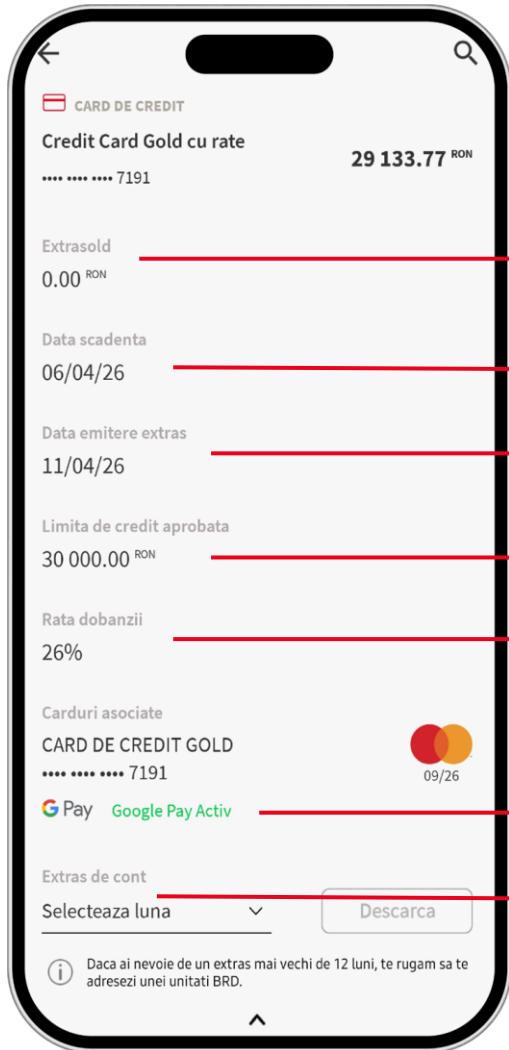 CARD DE CREDIT
Credit Card Gold cu rate
29 133.77 RON
•••• •••• •••• 7191
Extrasold
0.00 RON
Data scadenta
06/04/26
Data emitere extras
11/04/26
Limita de credit aprobata
30 000.00 RON
Rata dobanzii
26%
Carduri asociate
CARD DE CREDIT GOLD
•••• •••• •••• 7191
09/26
G Pay Google Pay Activ
Extras de cont
Selecteaza luna
Descarca
Daca ai nevoie de un extras mai vechi de 12 luni, te rugam sa te
adresezi unei unitati BRD.